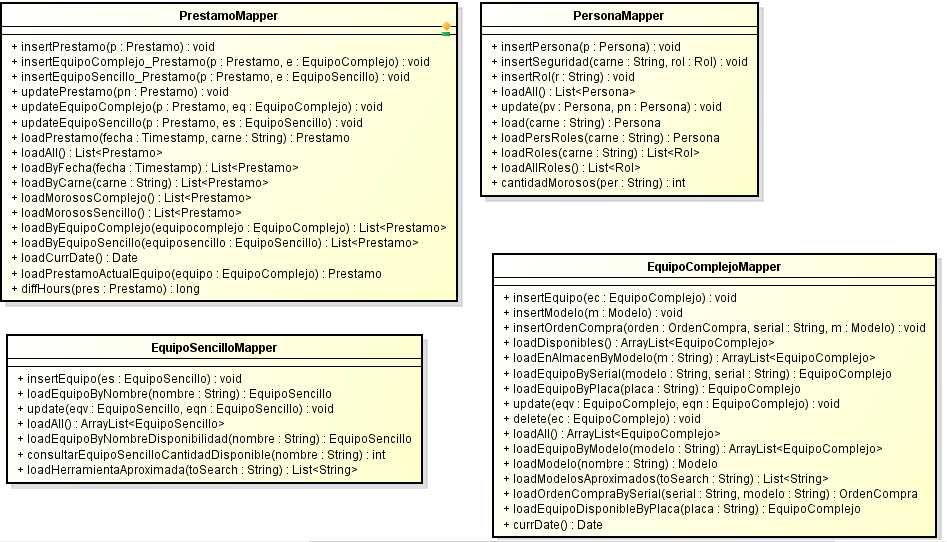 PrestamoMapper
+ insertPrestamo(p : Prestamo) : void
+ insertEquipoComplejo_Prestamo(p : Prestamo, e : EquipoComplejo) : void
+ insertEquipoSencillo_Prestamo(p : Prestamo, e : EquipoSencillo) : void
+ updatePrestamo(pn : Prestamo) : void
+ updateEquipoComplejo(p : Prestamo, eq : EquipoComplejo) : void
+ updateEquipoSencillo(p : Prestamo, es : EquipoSencillo) : void
+ loadPrestamo(fecha : Timestamp, carne : String) : Prestamo
+ loadAll() : List<Prestamo>
+ loadByFecha(fecha : Timestamp) : List<Prestamo>
+ loadByCarne(carne : String) : List<Prestamo>
+ loadMorososComplejo() : List<Prestamo>
+ loadMorososSencillo() : List<Prestamo>
+ loadByEquipoComplejo(equipocomplejo : EquipoComplejo) : List<Prestamo>
+ loadByEquipoSencillo(equiposencillo : EquipoSencillo) : List<Prestamo>
+ loadCurrDate() : Date
+ loadPrestamoActualEquipo(equipo : EquipoComplejo) : Prestamo
+ diffHours(pres : Prestamo) : long
PersonaMapper
+ insertPersona(p : Persona) : void
+ insertSeguridad(carne : String, rol : Rol) : void
+ insertRol(r : String) : void
+ loadAll() : List<Persona>
+ update(pv : Persona, pn : Persona) : void
+ load(carne : String) : Persona
+ loadPersRoles(carne : String) : Persona
+ loadRoles(carne : String) : List<Rol>
+ loadAllRoles() : List<Rol>
+ cantidadMorosos(per : String) : int
EquipoSencilloMapper
+ insertEquipo(es : EquipoSencillo) : void
+ loadEquipoByNombre(nombre : String) : EquipoSencillo
+ update(eqv : EquipoSencillo, eqn : EquipoSencillo) : void
+ loadAll() : ArrayList<EquipoSencillo>
+ loadEquipoByNombreDisponibilidad(nombre : String) : EquipoSencillo
+ consultarEquipoSencilloCantidadDisponible(nombre : String) : int
+ loadHerramientaAproximada(toSearch : String) : List<String>
EquipoComplejoMapper
+ insertEquipo(ec : EquipoComplejo) : void
+ insertModelo(m : Modelo) : void
+ insertOrdenCompra(orden : OrdenCompra, serial : String, m : Modelo) : void
+ loadDisponibles() : ArrayList<EquipoComplejo>
+ loadEnAlmacenByModelo(m : String) : ArrayList<EquipoComplejo>
+ loadEquipoBySerial(modelo : String, serial : String) : EquipoComplejo
+ loadEquipoByPlaca(placa : String) : EquipoComplejo
+ update(eqv : EquipoComplejo, eqn : EquipoComplejo) : void
+ delete(ec : EquipoComplejo) : void
+ loadAll() : ArrayList<EquipoComplejo>
+ loadEquipoByModelo(modelo : String) : ArrayList<EquipoComplejo>
+ loadModelo(nombre : String) : Modelo
+ loadModelosAproximados(toSearch : String) : List<String>
+ loadOrdenCompraBySerial(serial : String, modelo : String) : OrdenCompra
+ loadEquipoDisponibleByPlaca(placa : String) : EquipoComplejo
+ currDate() : Date